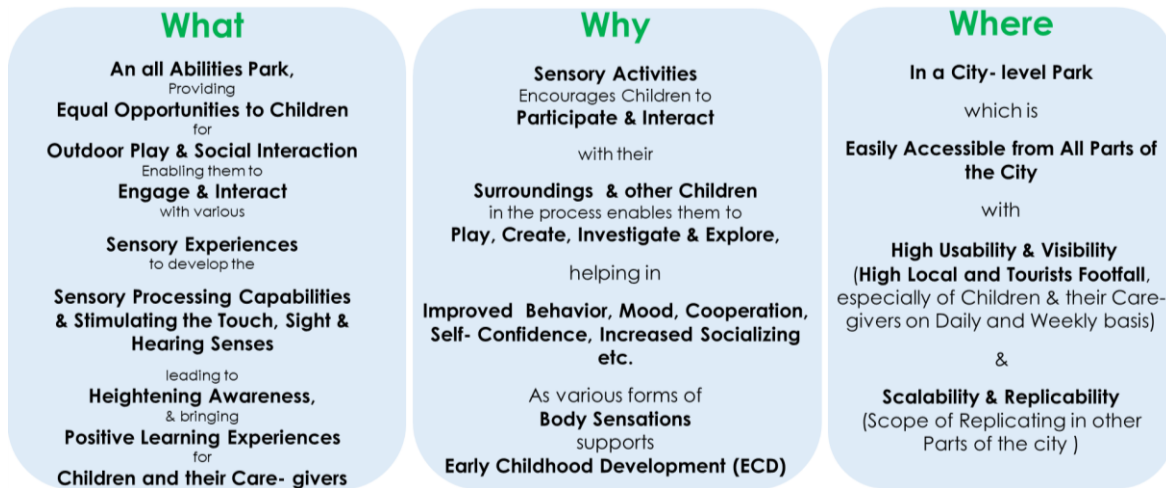 What
An all Abilities Park,
Providing
Equal Opportunities to Children
for
Outdoor Play & Social Interaction
Enabling them to
Engage & Interact
with various
Sensory Experiences
to develop the
Sensory Processing Capabilities
& Stimulating the Touch, Sight &
Hearing Senses
leading to
Heightening Awareness,
& bringing
Positive Learning Experiences
for
Children and their Care- givers
Why
Sensory Activities
Encourages Children to
Participate & Interact
with their
Surroundings & other Children
in the process enables them to
Play, Create, Investigate & Explore,
helping in
Improved Behavior, Mood, Cooperation,
Self- Confidence, Increased Socializing
etc.
As various forms of
Body Sensations
supports
Early Childhood Development (ECD)
Where
In a City- level Park
which is
Easily Accessible from All Parts of
the City
with
High Usability & Visibility
(High Local and Tourists Footfall,
especially of Children & their Care-
givers on Daily and Weekly basis)
&
Scalability & Replicability
(Scope of Replicating in other
Parts of the city )